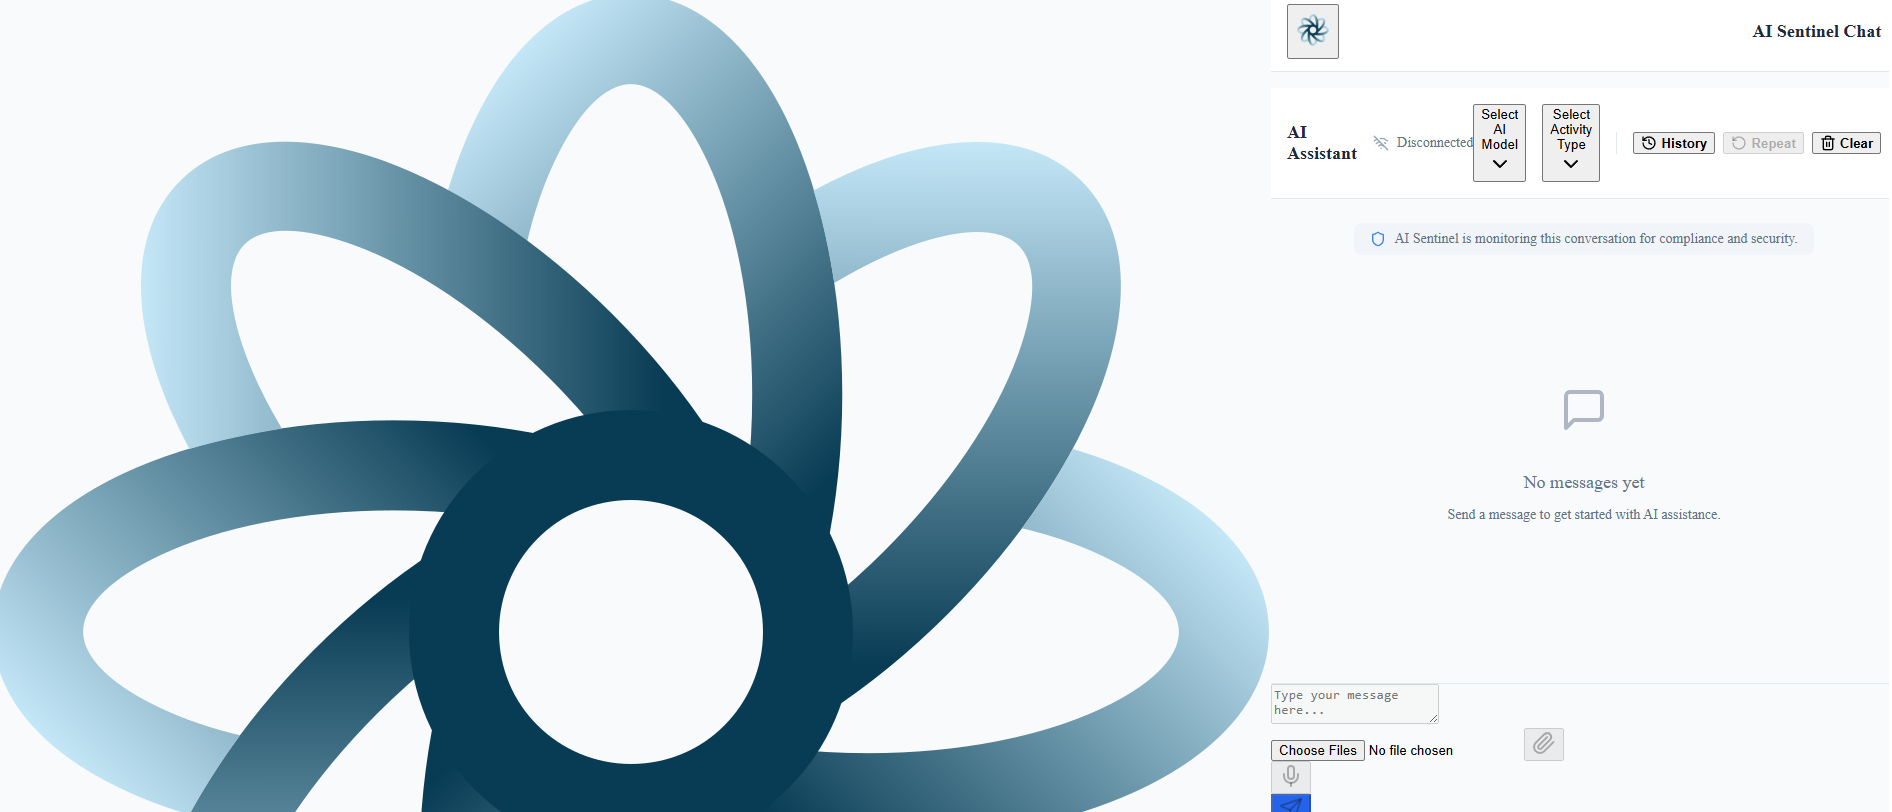 AI Sentinel Chat
AI
Assistant
Disconnected
Select
AI
Model
Select
Activity
Type
History
Repeat
Clear
AI Sentinel is monitoring this conversation for compliance and security.
No messages yet
Send a message to get started with AI assistance.
Type your message
here...
Choose Files No file chosen